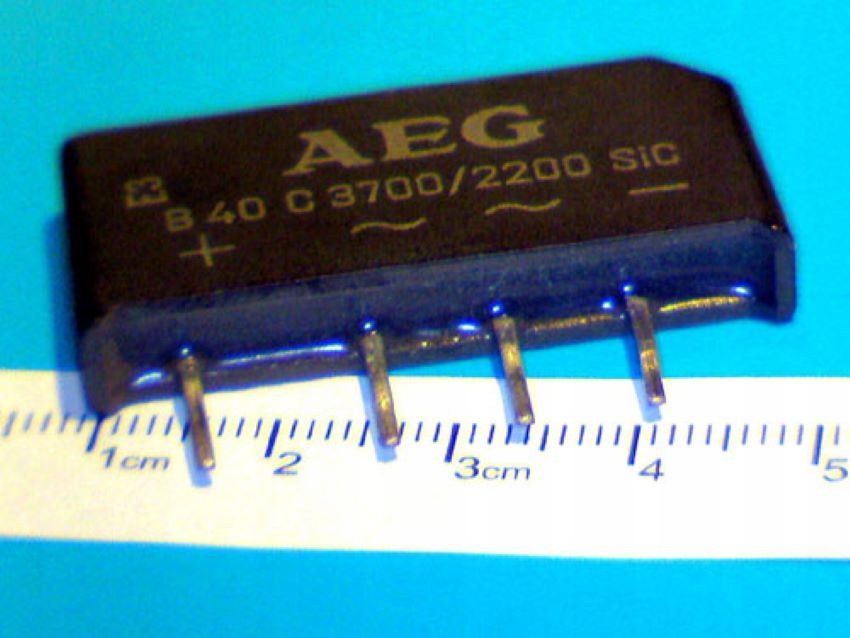 AEG
B 40 C 3700/2200 SiC
+ ~ ~ —
1cm 2 3cm 4 5